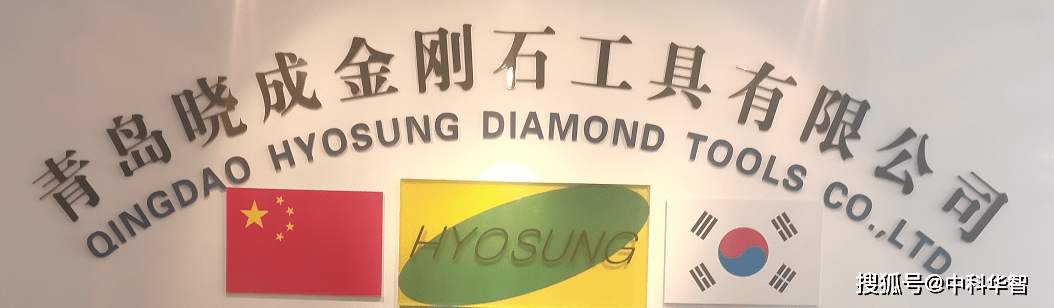 青岛晓成金刚石工具有限公司
QINGDAO HYOSUNG DIAMOND TOOLS CO.,LTD
HYOSUNG
搜狐号@中科华智